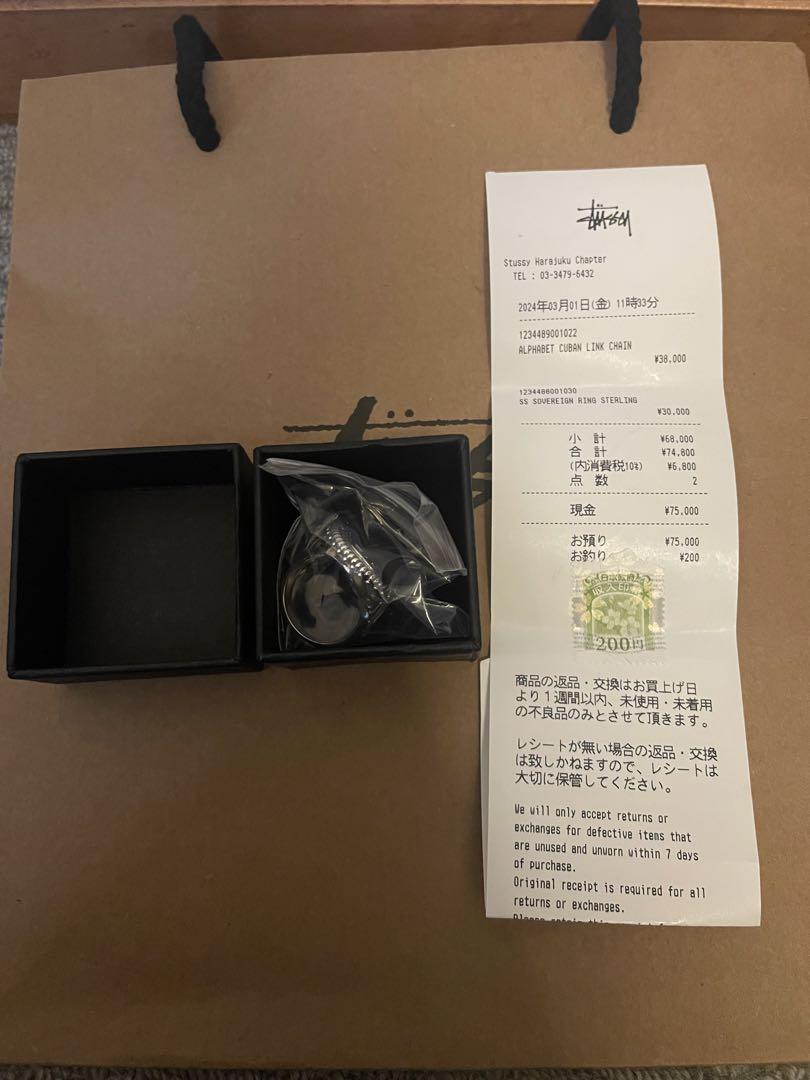 Stüssy
Stussy Harajuku Chapter
TEL : 03-3479-6432
2024年03月01日(金) 11時33分
1234489001022
ALPHABET CUBAN LINK CHAIN
¥38,000
1234488001030
SS SOVEREIGN RING STERLING
¥30,000
小 計 ¥68,000
合 計 ¥74,800
(内消費税10%) ¥6,800
点 数 2
現金 ¥75,000
お預り ¥75,000
お釣り ¥200
200円
商品の返品・交換はお買上げ日
より1週間以内、未使用・未着用
の不良品のみとさせて頂きます。
レシートが無い場合の返品・交換
は致しかねますので、レシートは
大切に保管してください。
We will only accept returns or
exchanges for defective items that
are unused and unworn within 7 days
of purchase.
Original receipt is required for all
returns or exchanges.